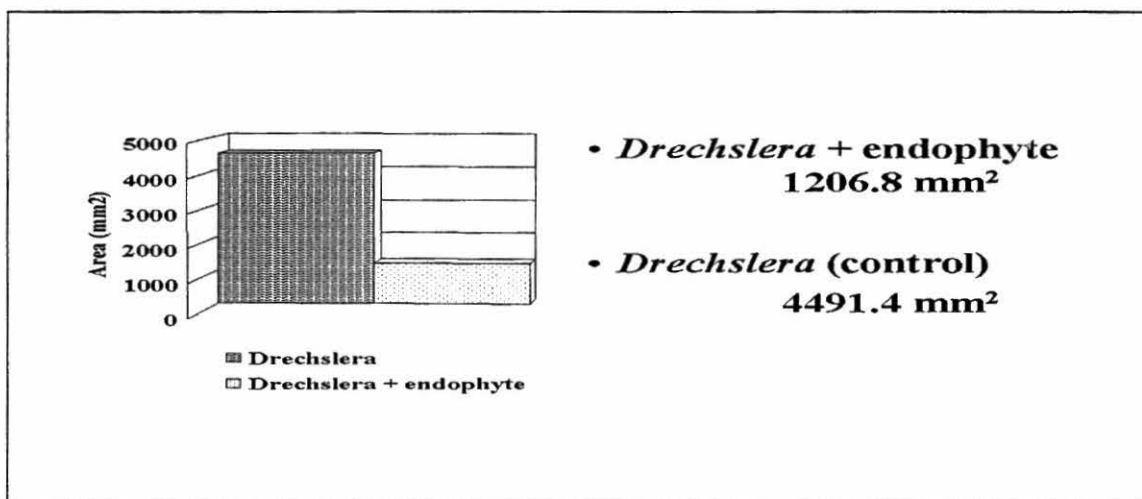 5000
4000
3000
2000
1000
0
Area (mm2)
Drechslera
Drechslera + endophyte
• Drechslera + endophyte
1206.8 mm²
• Drechslera (control)
4491.4 mm²